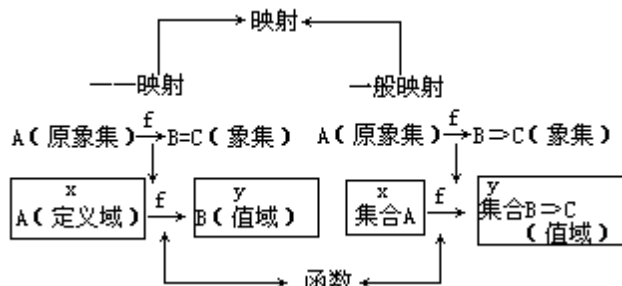 映射
一一映射 一般映射
A(原象集) f B=C(象集) A(原象集) f B⇒C(象集)
x f y x f y
A(定义域) B(值域) 集合A 集合B⇒C
(值域)
函数